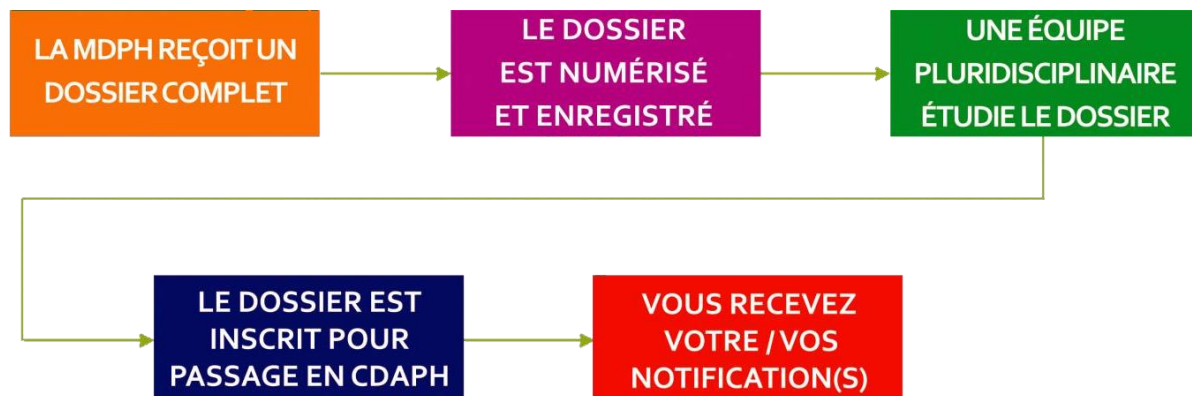 LA MDPH REÇOIT UN
DOSSIER COMPLET
LE DOSSIER
EST NUMÉRISÉ
ET ENREGISTRÉ
UNE ÉQUIPE
PLURIDISCIPLINAIRE
ÉTUDIE LE DOSSIER
LE DOSSIER EST
INSCRIT POUR
PASSAGE EN CDAPH
VOUS RECEVEZ
VOTRE / VOS
NOTIFICATION(S)